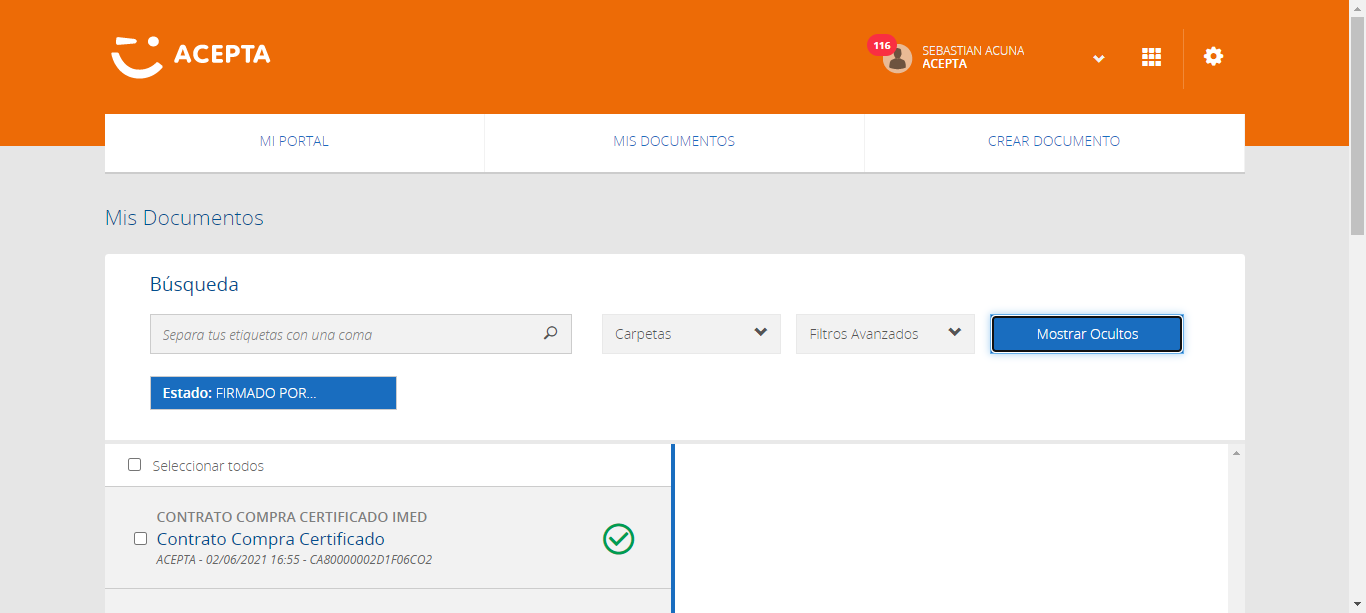 ACEPTA
116
SEBASTIAN ACUNA
ACEPTA
MI PORTAL
MIS DOCUMENTOS
CREAR DOCUMENTO
Mis Documentos
Búsqueda
Separa tus etiquetas con una coma
Carpetas
Filtros Avanzados
Mostrar Ocultos
Estado: FIRMADO POR...
Seleccionar todos
CONTRATO COMPRA CERTIFICADO IMED
Contrato Compra Certificado
ACEPTA - 02/06/2021 16:55 - CA80000002D1F06CO2